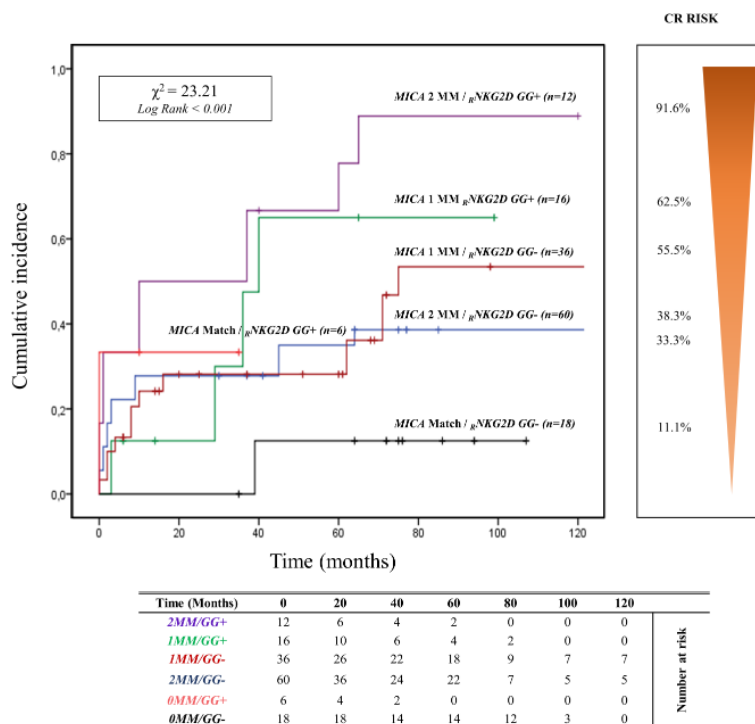 CR RISK
χ² = 23.21
Log Rank < 0.001
1,0
0,8
0,6
0,4
0,2
0,0
Cumulative incidence
MICA 2 MM / RNKG2D GG+ (n=12)
MICA 1 MM RNKG2D GG+ (n=16)
MICA 1 MM / RNKG2D GG- (n=36)
MICA 2 MM / RNKG2D GG- (n=60)
MICA Match / RNKG2D GG+ (n=6)
MICA Match / RNKG2D GG- (n=18)
0 20 40 60 80 100 120
Time (months)
91.6%
62.5%
55.5%
38.3%
33.3%
11.1%
Time (Months) 0 20 40 60 80 100 120
2MM/GG+ 12 6 4 2 0 0 0
1MM/GG+ 16 10 6 4 2 0 0
1MM/GG- 36 26 22 18 9 7 7
2MM/GG- 60 36 24 22 7 5 5
0MM/GG+ 6 4 2 0 0 0 0
0MM/GG- 18 18 14 14 12 3 0
Number at risk